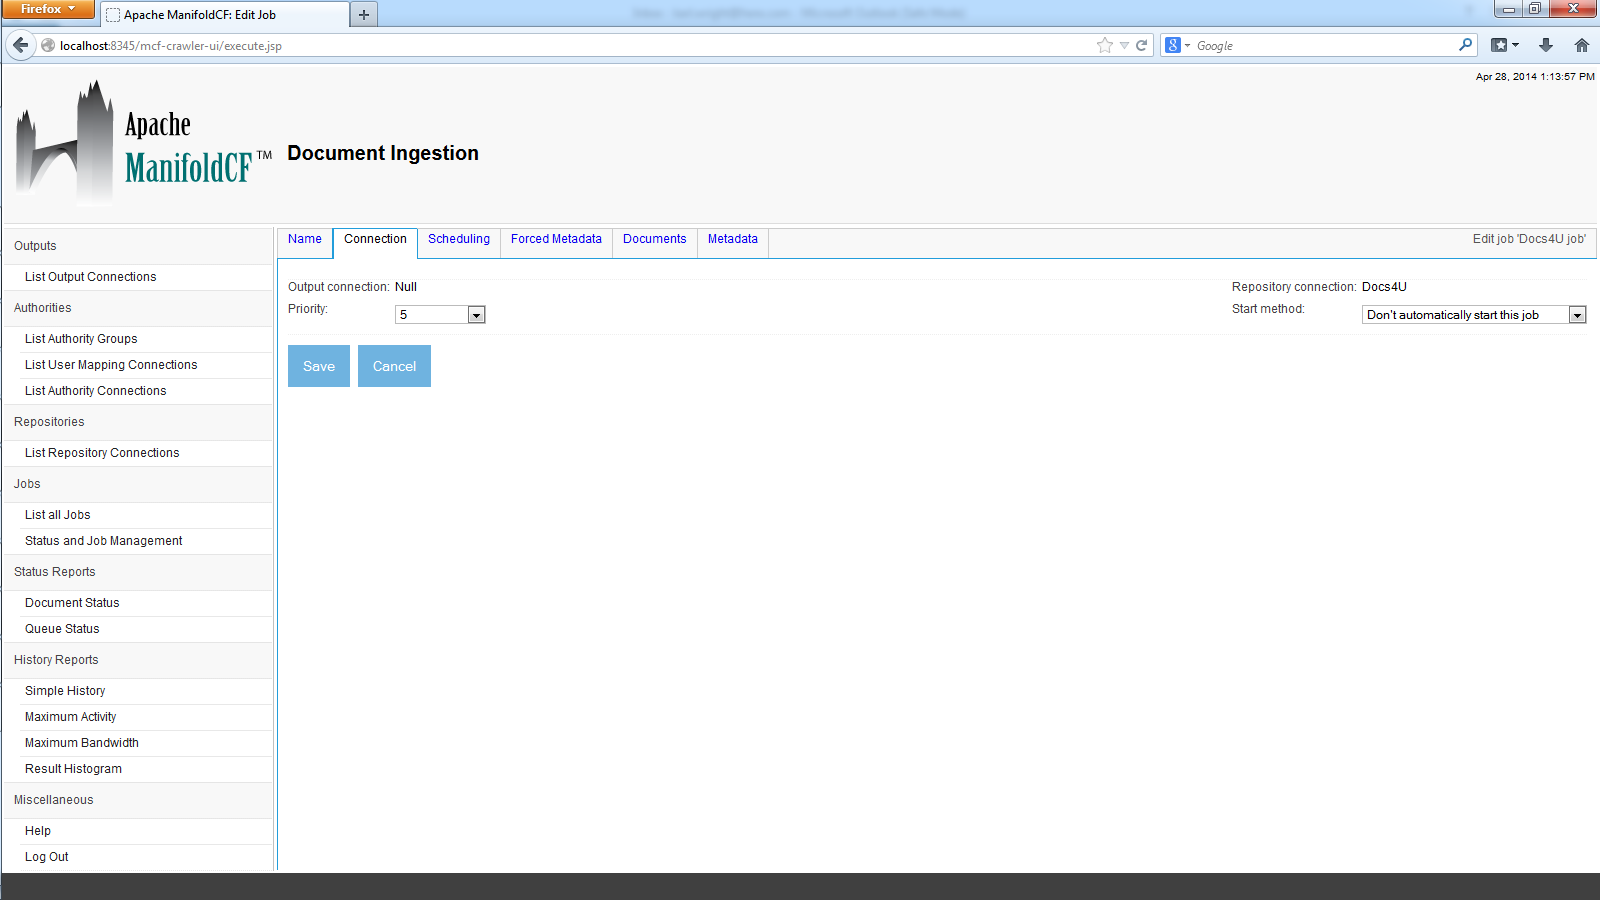 Firefox
Apache ManifoldCF: Edit Job
localhost:8345/mcf-crawler-ui/execute.jsp
Google
Apr 28, 2014 1:13:57 PM
Apache
ManifoldCF™
Document Ingestion
Outputs
List Output Connections
Authorities
List Authority Groups
List User Mapping Connections
List Authority Connections
Repositories
List Repository Connections
Jobs
List all Jobs
Status and Job Management
Status Reports
Document Status
Queue Status
History Reports
Simple History
Maximum Activity
Maximum Bandwidth
Result Histogram
Miscellaneous
Help
Log Out
Name Connection Scheduling Forced Metadata Documents Metadata Edit job 'Docs4U job'
Output connection: Null Repository connection: Docs4U
Priority: 5 Start method: Don't automatically start this job
Save Cancel